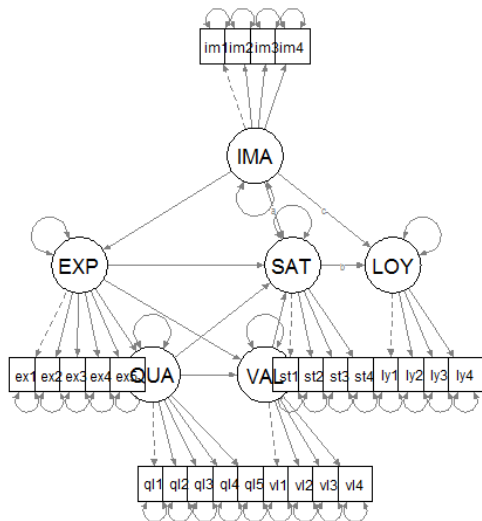 im1 im2 im3 im4
IMA
a c
EXP SAT b LOY
ex1 ex2 ex3 ex4 ex5 QUA VAL st1 st2 st3 st4 ly1 ly2 ly3 ly4
ql1 ql2 ql3 ql4 ql5 vl1 vl2 vl3 vl4